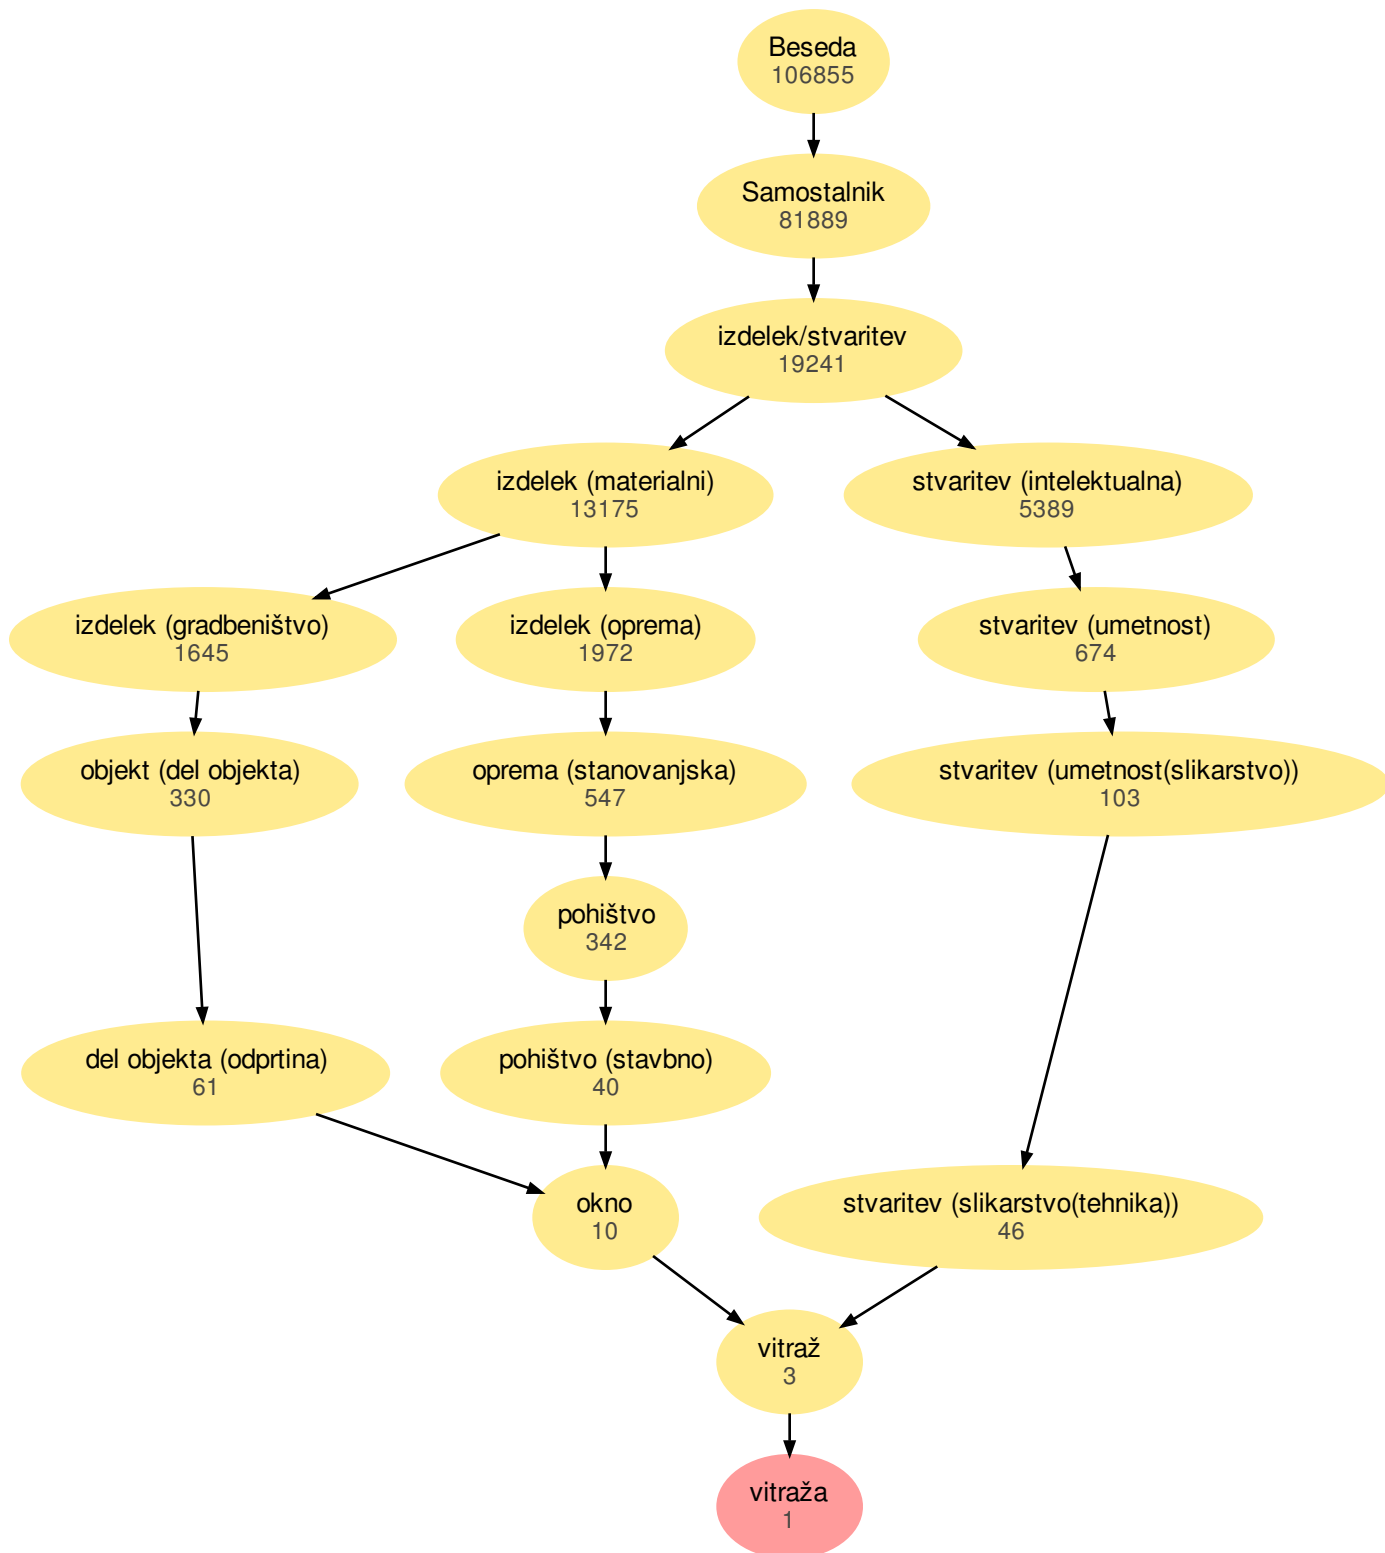 Beseda
106855
Samostalnik
81889
izdelek/stvaritev
19241
izdelek (materialni)
13175
stvaritev (intelektualna)
5389
izdelek (gradbeništvo)
1645
izdelek (oprema)
1972
stvaritev (umetnost)
674
objekt (del objekta)
330
oprema (stanovanjska)
547
stvaritev (umetnost(slikarstvo))
103
pohištvo
342
del objekta (odprtina)
61
pohištvo (stavbno)
40
okno
10
stvaritev (slikarstvo(tehnika))
46
vitraž
3
vitraža
1